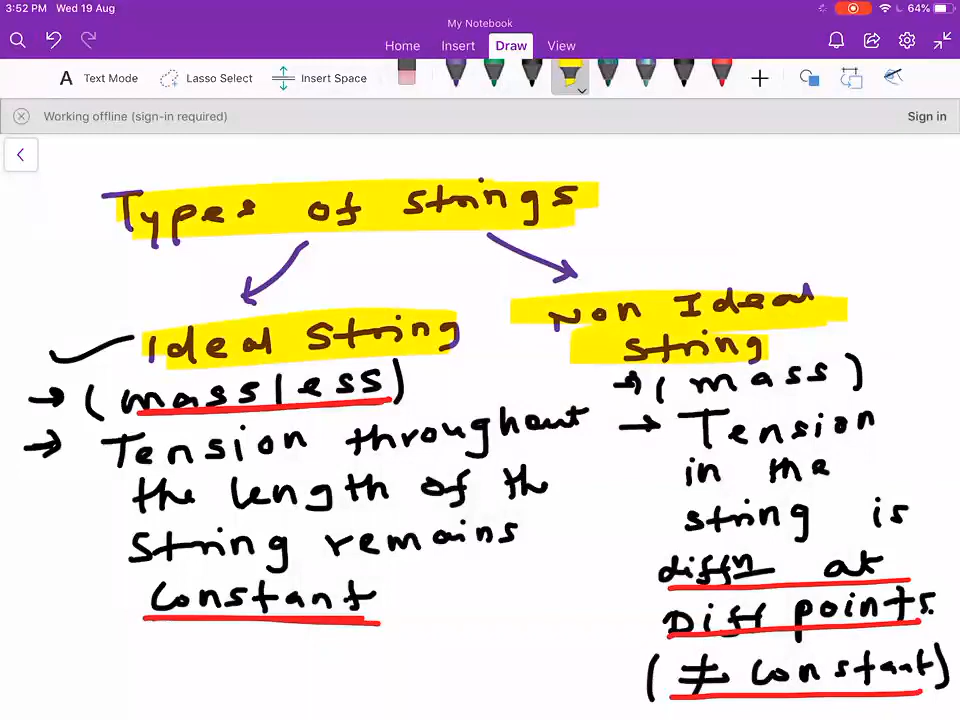 3:52 PM Wed 19 Aug
64%
My Notebook
Home Insert Draw View
A Text Mode Lasso Select Insert Space
Working offline (sign-in required)
Sign in
Types of strings
Ideal string
(massless)
Tension throughout
the length of th
string remains
constant
Non Ideal
string
(mass)
Tension
in the
string is
diffn at
Diff points.
(≠ constant)